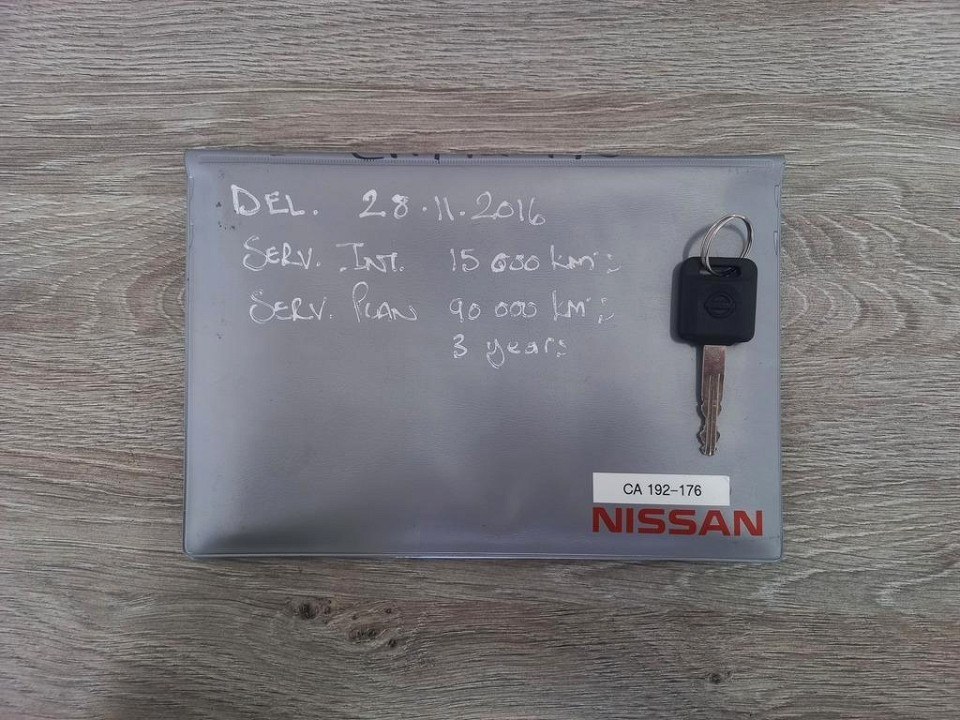 DEL. 28.11.2016
SERV. INT. 15 000 km's
SERV. PLAN 90 000 km's
3 years
CA 192-176
NISSAN